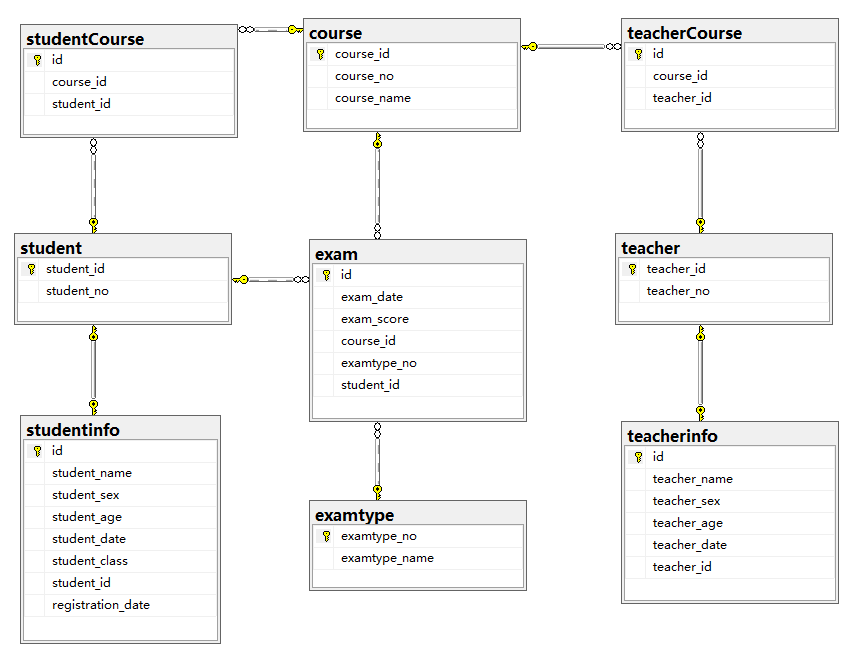 studentCourse
id
course_id
student_id
course
course_id
course_no
course_name
teacherCourse
id
course_id
teacher_id
student
student_id
student_no
exam
id
exam_date
exam_score
course_id
examtype_no
student_id
teacher
teacher_id
teacher_no
studentinfo
id
student_name
student_sex
student_age
student_date
student_class
student_id
registration_date
examtype
examtype_no
examtype_name
teacherinfo
id
teacher_name
teacher_sex
teacher_age
teacher_date
teacher_id